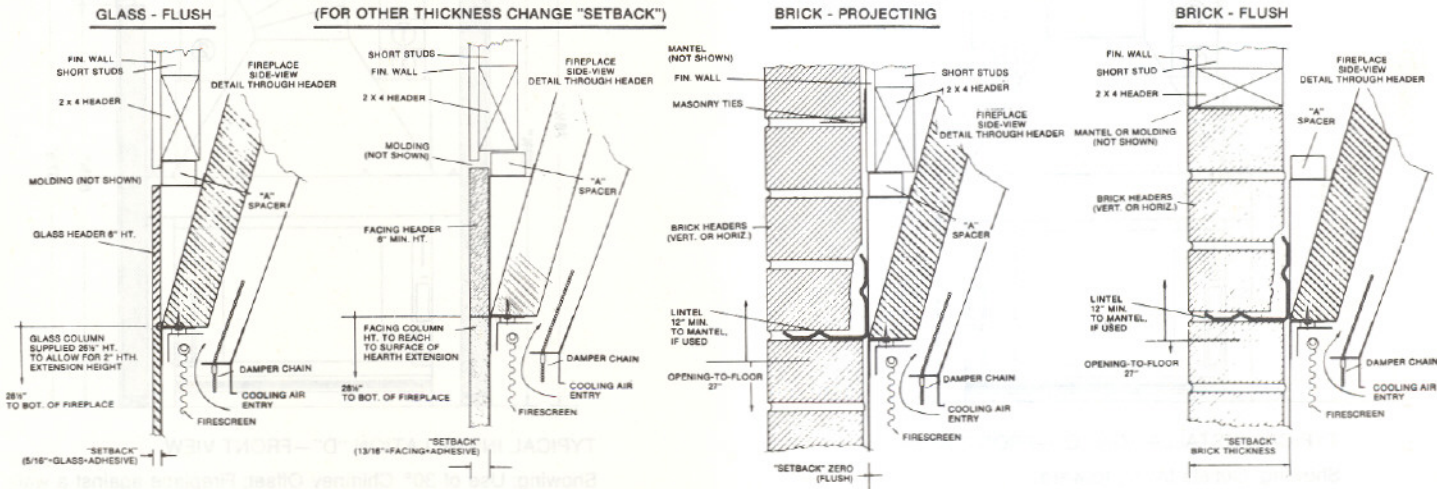 GLASS - FLUSH
FIN. WALL
SHORT STUDS
2 X 4 HEADER
FIREPLACE
SIDE-VIEW
DETAIL THROUGH HEADER
MOLDING (NOT SHOWN)
"A"
SPACER
GLASS HEADER 6" HT.
GLASS COLUMN
SUPPLIED 26½" HT.
TO ALLOW FOR 2" HTH.
EXTENSION HEIGHT
28½"
TO BOT. OF FIREPLACE
DAMPER CHAIN
COOLING AIR
ENTRY
FIRESCREEN
"SETBACK"
(5/16"=GLASS+ADHESIVE)
(FOR OTHER THICKNESS CHANGE "SETBACK")
SHORT STUDS
FIN. WALL
2 X 4 HEADER
FIREPLACE
SIDE-VIEW
DETAIL THROUGH HEADER
MOLDING
(NOT SHOWN)
"A"
SPACER
FACING HEADER
6" MIN. HT.
FACING COLUMN
HT. TO REACH
TO SURFACE OF
HEARTH EXTENSION
28½"
TO BOT. OF FIREPLACE
DAMPER CHAIN
COOLING AIR
ENTRY
FIRESCREEN
"SETBACK"
(13/16"=FACING+ADHESIVE)
BRICK - PROJECTING
MANTEL
(NOT SHOWN)
FIN. WALL
MASONRY TIES
SHORT STUDS
2 X 4 HEADER
FIREPLACE
SIDE-VIEW
DETAIL THROUGH HEADER
"A"
SPACER
BRICK HEADERS
(VERT. OR HORIZ.)
LINTEL
12" MIN.
TO MANTEL,
IF USED
OPENING-TO-FLOOR
27"
DAMPER CHAIN
COOLING AIR
ENTRY
FIRESCREEN
"SETBACK" ZERO
(FLUSH)
BRICK - FLUSH
FIN. WALL
SHORT STUD
2 X 4 HEADER
FIREPLACE
SIDE-VIEW
DETAIL THROUGH HEADER
"A"
SPACER
MANTEL OR MOLDING
(NOT SHOWN)
BRICK HEADERS
(VERT. OR HORIZ.)
LINTEL
12" MIN.
TO MANTEL,
IF USED
OPENING-TO-FLOOR
27"
DAMPER CHAIN
COOLING AIR
ENTRY
FIRESCREEN
"SETBACK"
BRICK THICKNESS